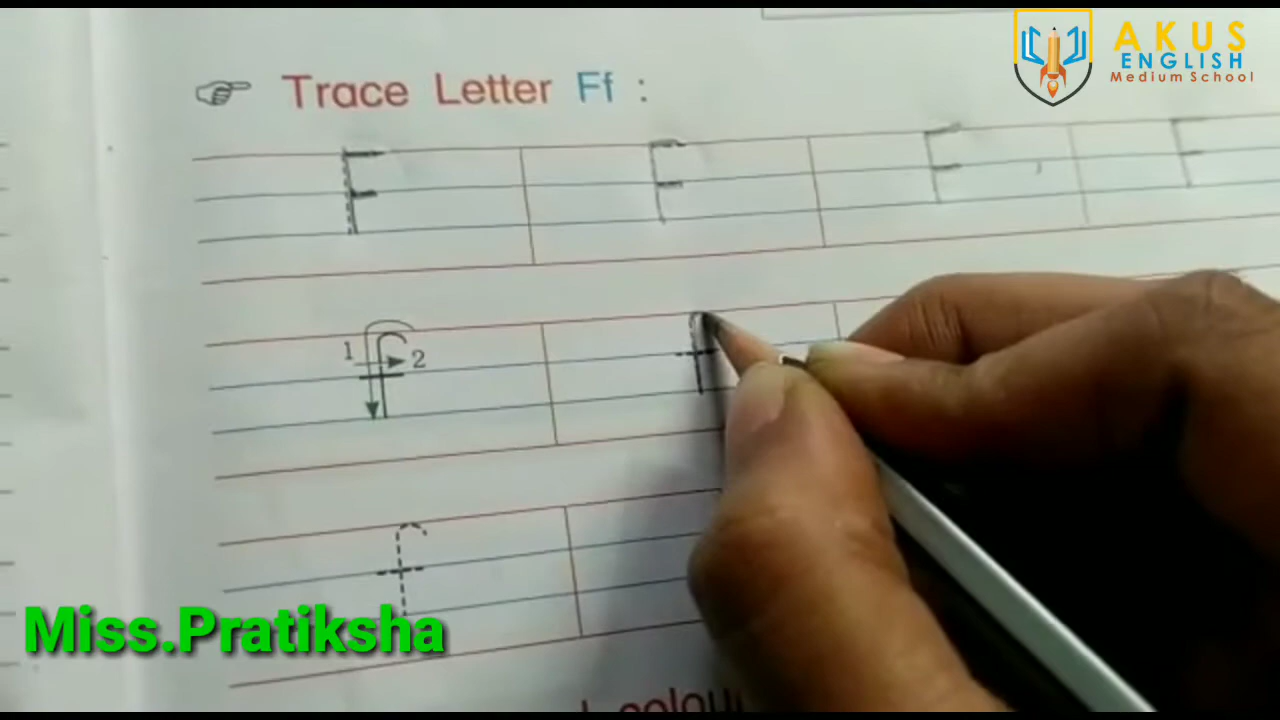 AKUS
ENGLISH
Medium School
Trace Letter Ff :
F F F F
1 f 2 f
f
Miss.Pratiksha